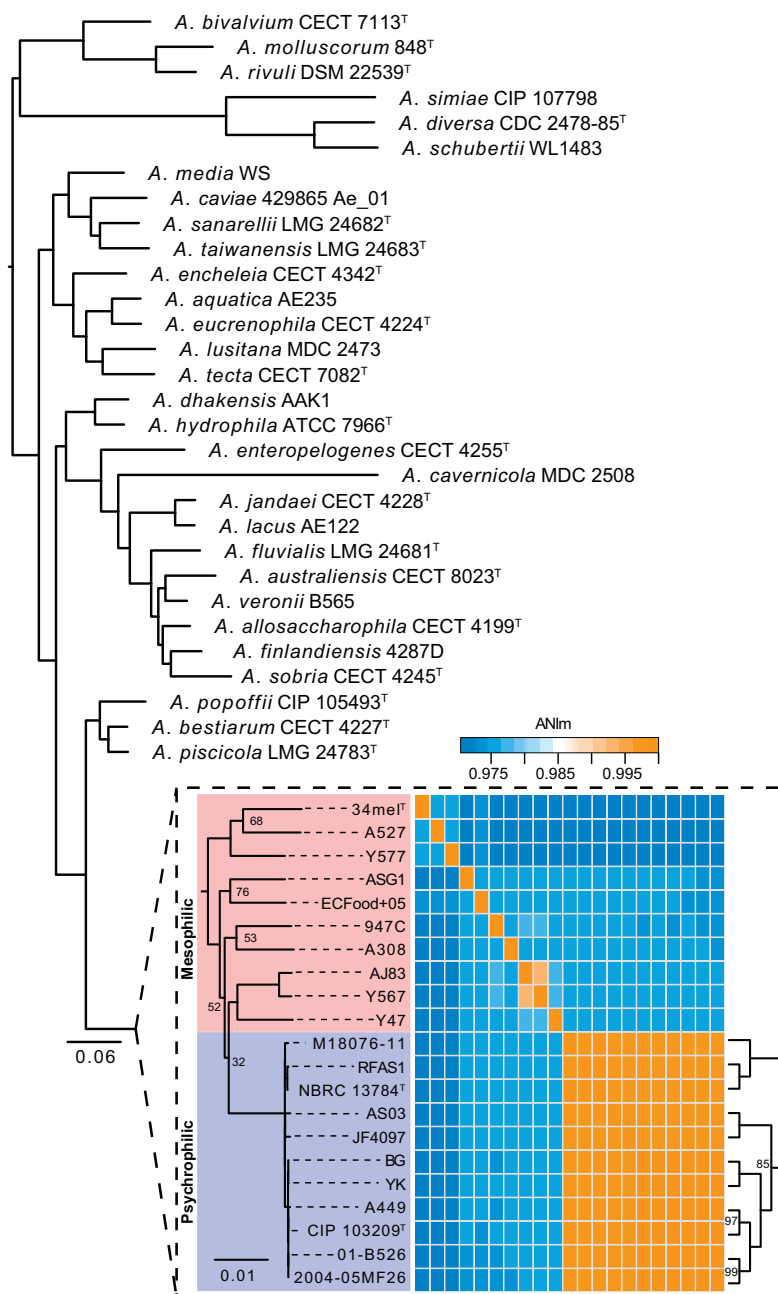 A. bivalvium CECT 7113ᵀ
A. molluscorum 848ᵀ
A. rivuli DSM 22539ᵀ
A. simiae CIP 107798
A. diversa CDC 2478-85ᵀ
A. schubertii WL1483
A. media WS
A. caviae 429865 Ae_01
A. sanarellii LMG 24682ᵀ
A. taiwanensis LMG 24683ᵀ
A. encheleia CECT 4342ᵀ
A. aquatica AE235
A. eucrenophila CECT 4224ᵀ
A. lusitana MDC 2473
A. tecta CECT 7082ᵀ
A. dhakensis AAK1
A. hydrophila ATCC 7966ᵀ
A. enteropelogenes CECT 4255ᵀ
A. cavernicola MDC 2508
A. jandaei CECT 4228ᵀ
A. lacus AE122
A. fluvialis LMG 24681ᵀ
A. australiensis CECT 8023ᵀ
A. veronii B565
A. allosaccharophila CECT 4199ᵀ
A. finlandiensis 4287D
A. sobria CECT 4245ᵀ
A. popoffii CIP 105493ᵀ
A. bestiarum CECT 4227ᵀ
A. piscicola LMG 24783ᵀ
0.06
ANIm
0.975 0.985 0.995
Mesophilic
34melᵀ
68
A527
Y577
ASG1
76
ECFood+05
947C
53
A308
AJ83
Y567
52
Y47
Psychrophilic
M18076-11
32
RFAS1
NBRC 13784ᵀ
AS03
JF4097
BG
85
YK
A449
97
CIP 103209ᵀ
01-B526
99
2004-05MF26
0.01